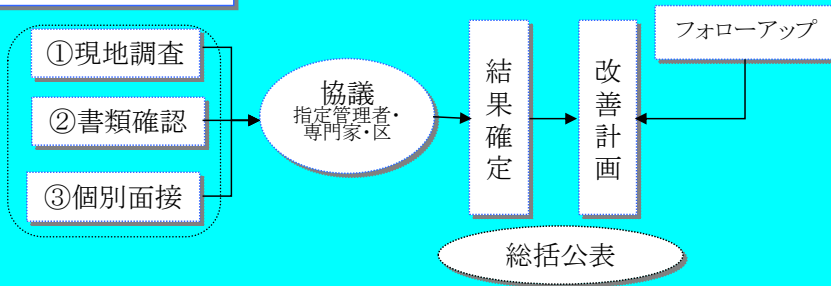 ①現地調査
②書類確認
③個別面接
協議
指定管理者・
専門家・区
結果確定
改善計画
フォローアップ
総括公表